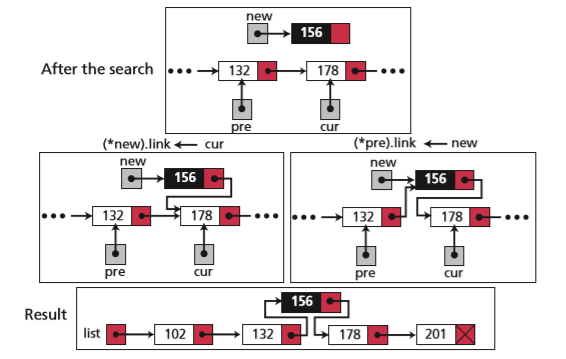 new
156
After the search
132
178
pre
cur
(*new).link ← cur
new
156
132
178
pre
cur
(*pre).link ← new
new
156
132
178
pre
cur
Result
156
list
102
132
178
201